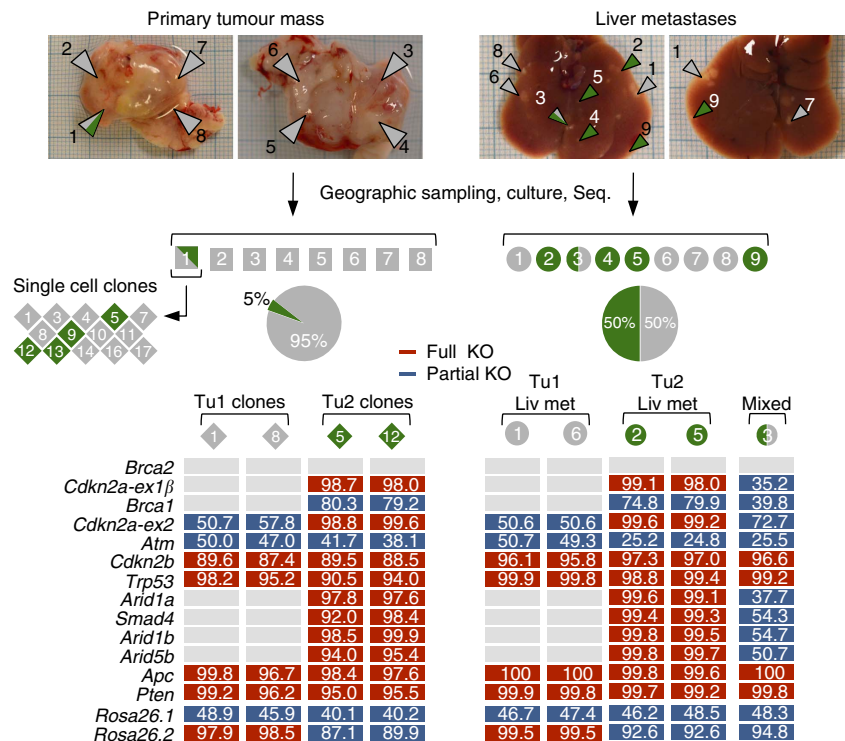 Primary tumour mass
Liver metastases
2 7 6 3 8 6 2 1 1
5
3 9 7
4
1 8 5 4 9
Geographic sampling, culture, Seq.
1 2 3 4 5 6 7 8
1 2 3 4 5 6 7 8 9
Single cell clones
1 3 4 5 7
8 9 10 11
12 13 14 16 17
5%
95%
50% 50%
Full KO
Partial KO
Tu1 clones Tu2 clones Tu1 Liv met Tu2 Liv met Mixed
1 8 5 12 1 6 2 5 3
Brca2
Cdkn2a-ex1β 98.7 98.0 99.1 98.0 35.2
Brca1 80.3 79.2 74.8 79.9 39.8
Cdkn2a-ex2 50.7 57.8 98.8 99.6 50.6 50.6 99.6 99.2 72.7
Atm 50.0 47.0 41.7 38.1 50.7 49.3 25.2 24.8 25.5
Cdkn2b 89.6 87.4 89.5 88.5 96.1 95.8 97.3 97.0 96.6
Trp53 98.2 95.2 90.5 94.0 99.9 99.8 98.8 99.4 99.2
Arid1a 97.8 97.6 99.6 99.1 37.7
Smad4 92.0 98.4 99.4 99.3 54.3
Arid1b 98.5 99.9 99.8 99.5 54.7
Arid5b 94.0 95.4 99.8 99.7 50.7
Apc 99.8 96.7 98.4 97.6 100 100 99.8 99.6 100
Pten 99.2 96.2 95.0 95.5 99.9 99.8 99.7 99.2 99.8
Rosa26.1 48.9 45.9 40.1 40.2 46.7 47.4 46.2 48.5 48.3
Rosa26.2 97.9 98.5 87.1 89.9 99.5 99.5 92.6 92.6 94.8